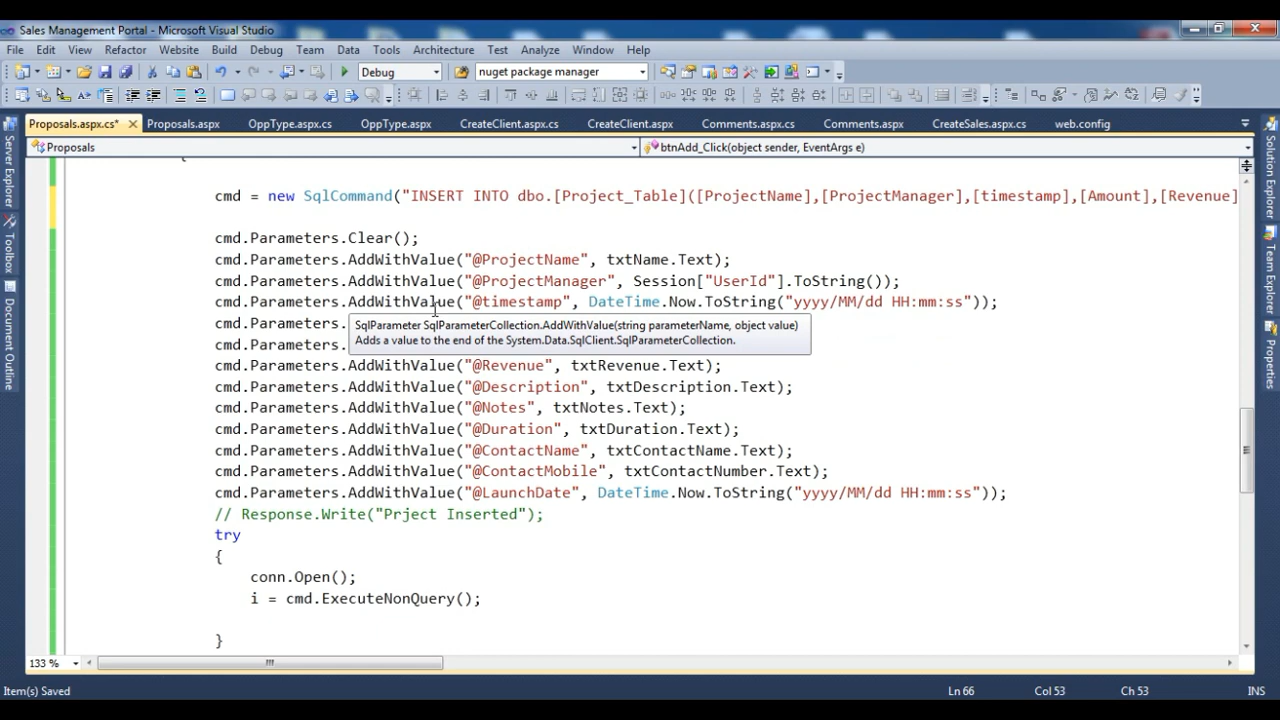 Sales Management Portal - Microsoft Visual Studio
File Edit View Refactor Website Build Debug Team Data Tools Architecture Test Analyze Window Help
Debug nuget package manager
Proposals.aspx.cs* Proposals.aspx OppType.aspx.cs OppType.aspx CreateClient.aspx.cs CreateClient.aspx Comments.aspx.cs Comments.aspx CreateSales.aspx.cs web.config
Proposals btnAdd_Click(object sender, EventArgs e)
Server Explorer
Toolbox
Document Outline
{
cmd = new SqlCommand("INSERT INTO dbo.[Project_Table]([ProjectName],[ProjectManager],[timestamp],[Amount],[Revenue]
cmd.Parameters.Clear();
cmd.Parameters.AddWithValue("@ProjectName", txtName.Text);
cmd.Parameters.AddWithValue("@ProjectManager", Session["UserId"].ToString());
cmd.Parameters.AddWithValue("@timestamp", DateTime.Now.ToString("yyyy/MM/dd HH:mm:ss"));
cmd.Parameters.
SqlParameter SqlParameterCollection.AddWithValue(string parameterName, object value)
Adds a value to the end of the System.Data.SqlClient.SqlParameterCollection.
cmd.Parameters.
cmd.Parameters.AddWithValue("@Revenue", txtRevenue.Text);
cmd.Parameters.AddWithValue("@Description", txtDescription.Text);
cmd.Parameters.AddWithValue("@Notes", txtNotes.Text);
cmd.Parameters.AddWithValue("@Duration", txtDuration.Text);
cmd.Parameters.AddWithValue("@ContactName", txtContactName.Text);
cmd.Parameters.AddWithValue("@ContactMobile", txtContactNumber.Text);
cmd.Parameters.AddWithValue("@LaunchDate", DateTime.Now.ToString("yyyy/MM/dd HH:mm:ss"));
// Response.Write("Prject Inserted");
try
{
conn.Open();
i = cmd.ExecuteNonQuery();
}
Solution Explorer
Team Explorer
Properties
133 %
Item(s) Saved Ln 66 Col 53 Ch 53 INS